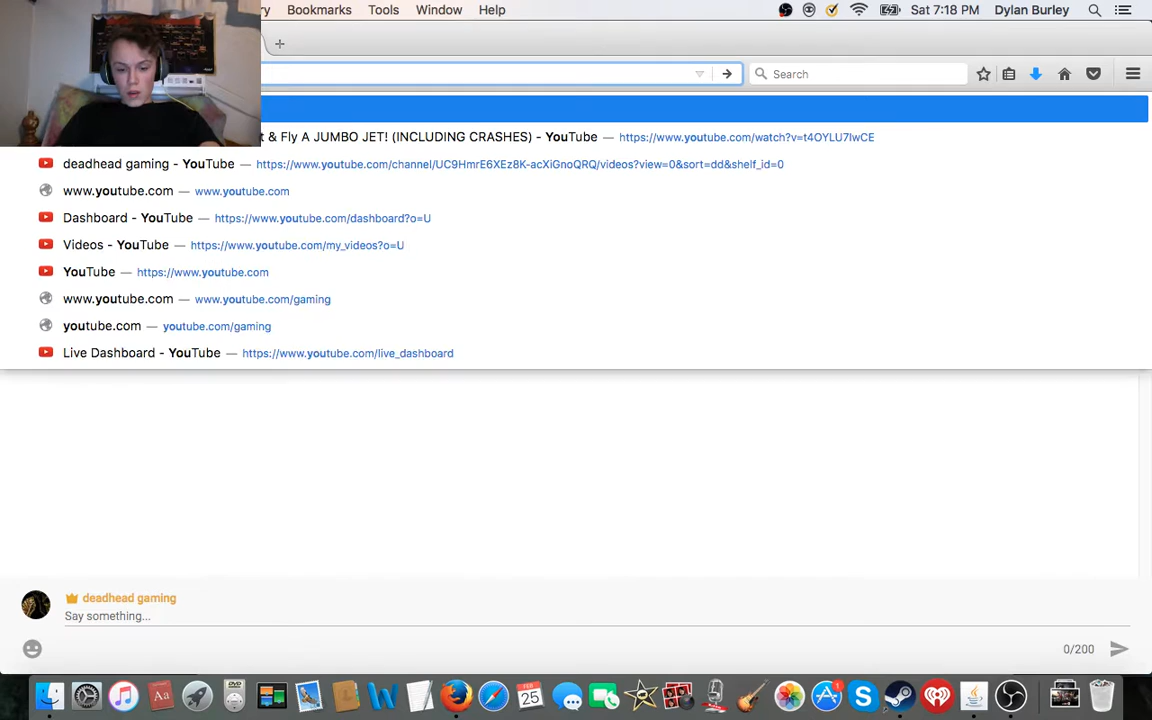 ry Bookmarks Tools Window Help Sat 7:18 PM Dylan Burley
Search
t & Fly A JUMBO JET! (INCLUDING CRASHES) - YouTube — https://www.youtube.com/watch?v=t4OYLU7IwCE
deadhead gaming - YouTube — https://www.youtube.com/channel/UC9HmrE6XEz8K-acXiGnoQRQ/videos?view=0&sort=dd&shelf_id=0
www.youtube.com — www.youtube.com
Dashboard - YouTube — https://www.youtube.com/dashboard?o=U
Videos - YouTube — https://www.youtube.com/my_videos?o=U
YouTube — https://www.youtube.com
www.youtube.com — www.youtube.com/gaming
youtube.com — youtube.com/gaming
Live Dashboard - YouTube — https://www.youtube.com/live_dashboard
deadhead gaming
Say something...
0/200
FEB
25